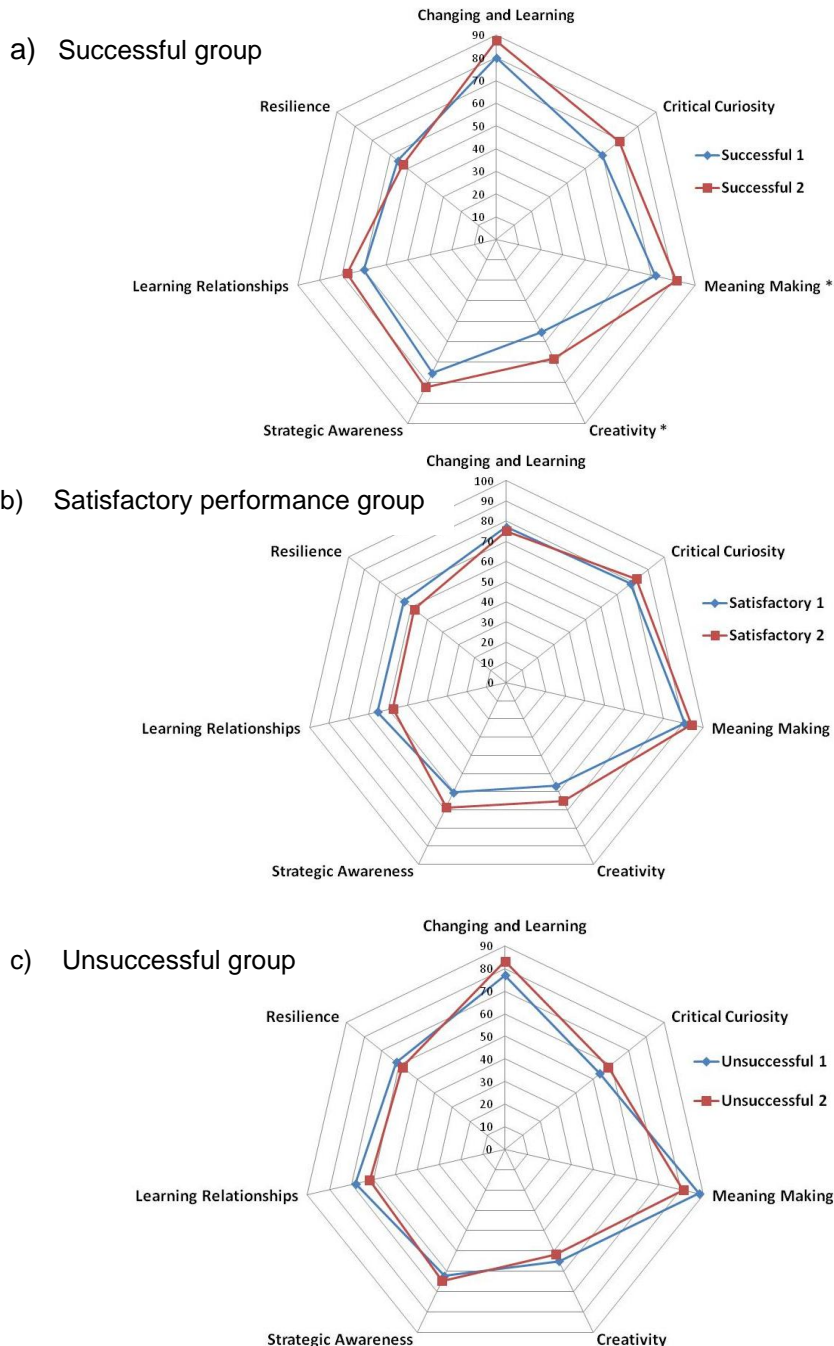 a) Successful group
Changing and Learning
90
80
70
60
50
40
30
20
10
0
Resilience
Critical Curiosity
Successful 1
Successful 2
Learning Relationships
Meaning Making *
Strategic Awareness
Creativity *
b) Satisfactory performance group
Changing and Learning
100
90
80
70
60
50
40
30
20
10
0
Resilience
Critical Curiosity
Satisfactory 1
Satisfactory 2
Learning Relationships
Meaning Making
Strategic Awareness
Creativity
c) Unsuccessful group
Changing and Learning
90
80
70
60
50
40
30
20
10
0
Resilience
Critical Curiosity
Unsuccessful 1
Unsuccessful 2
Learning Relationships
Meaning Making
Strategic Awareness
Creativity